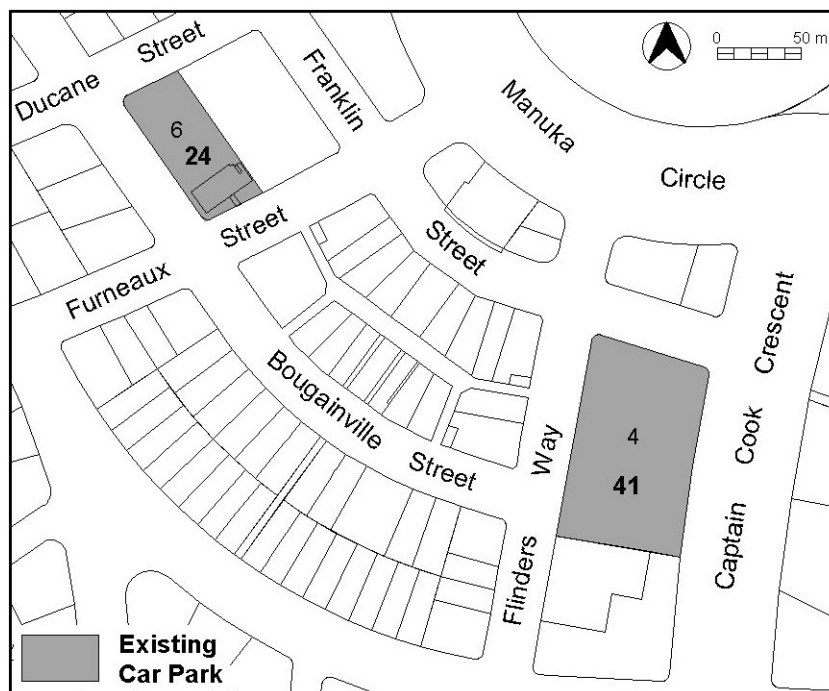 Ducane Street
Franklin
Street
0 50 m
Manuka
Circle
6
24
Furneaux Street
Bougainville
Street
Crescent
Cook
Captain
4
41
Way
Flinders
Existing
Car Park